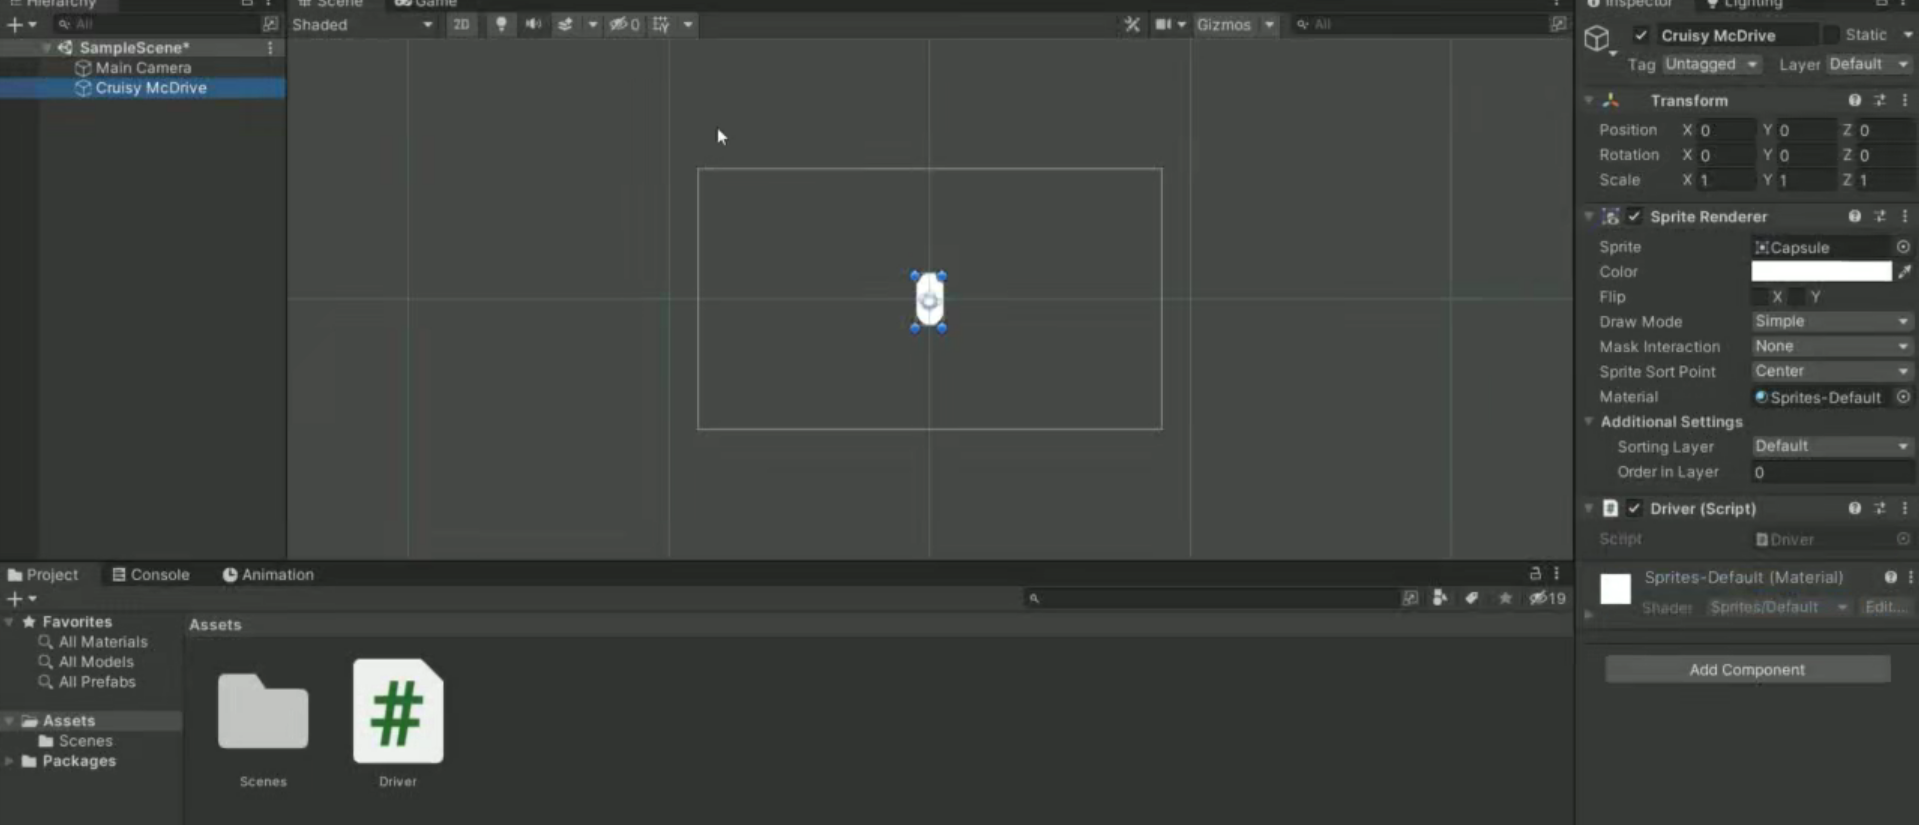 Hierarchy
All
SampleScene*
Main Camera
Cruisy McDrive
Scene
Game
Shaded
2D
0
Gizmos
All
Inspector
Lighting
Cruisy McDrive
Static
Tag Untagged
Layer Default
Transform
Position X 0 Y 0 Z 0
Rotation X 0 Y 0 Z 0
Scale X 1 Y 1 Z 1
Sprite Renderer
Sprite Capsule
Color
Flip X Y
Draw Mode Simple
Mask Interaction None
Sprite Sort Point Center
Material Sprites-Default
Additional Settings
Sorting Layer Default
Order in Layer 0
# Driver (Script)
Script Driver
Sprites-Default (Material)
Shader Sprites/Default Edit...
Add Component
Project
Console
Animation
19
Favorites
All Materials
All Models
All Prefabs
Assets
Scenes
Packages
Assets
Scenes
#
Driver